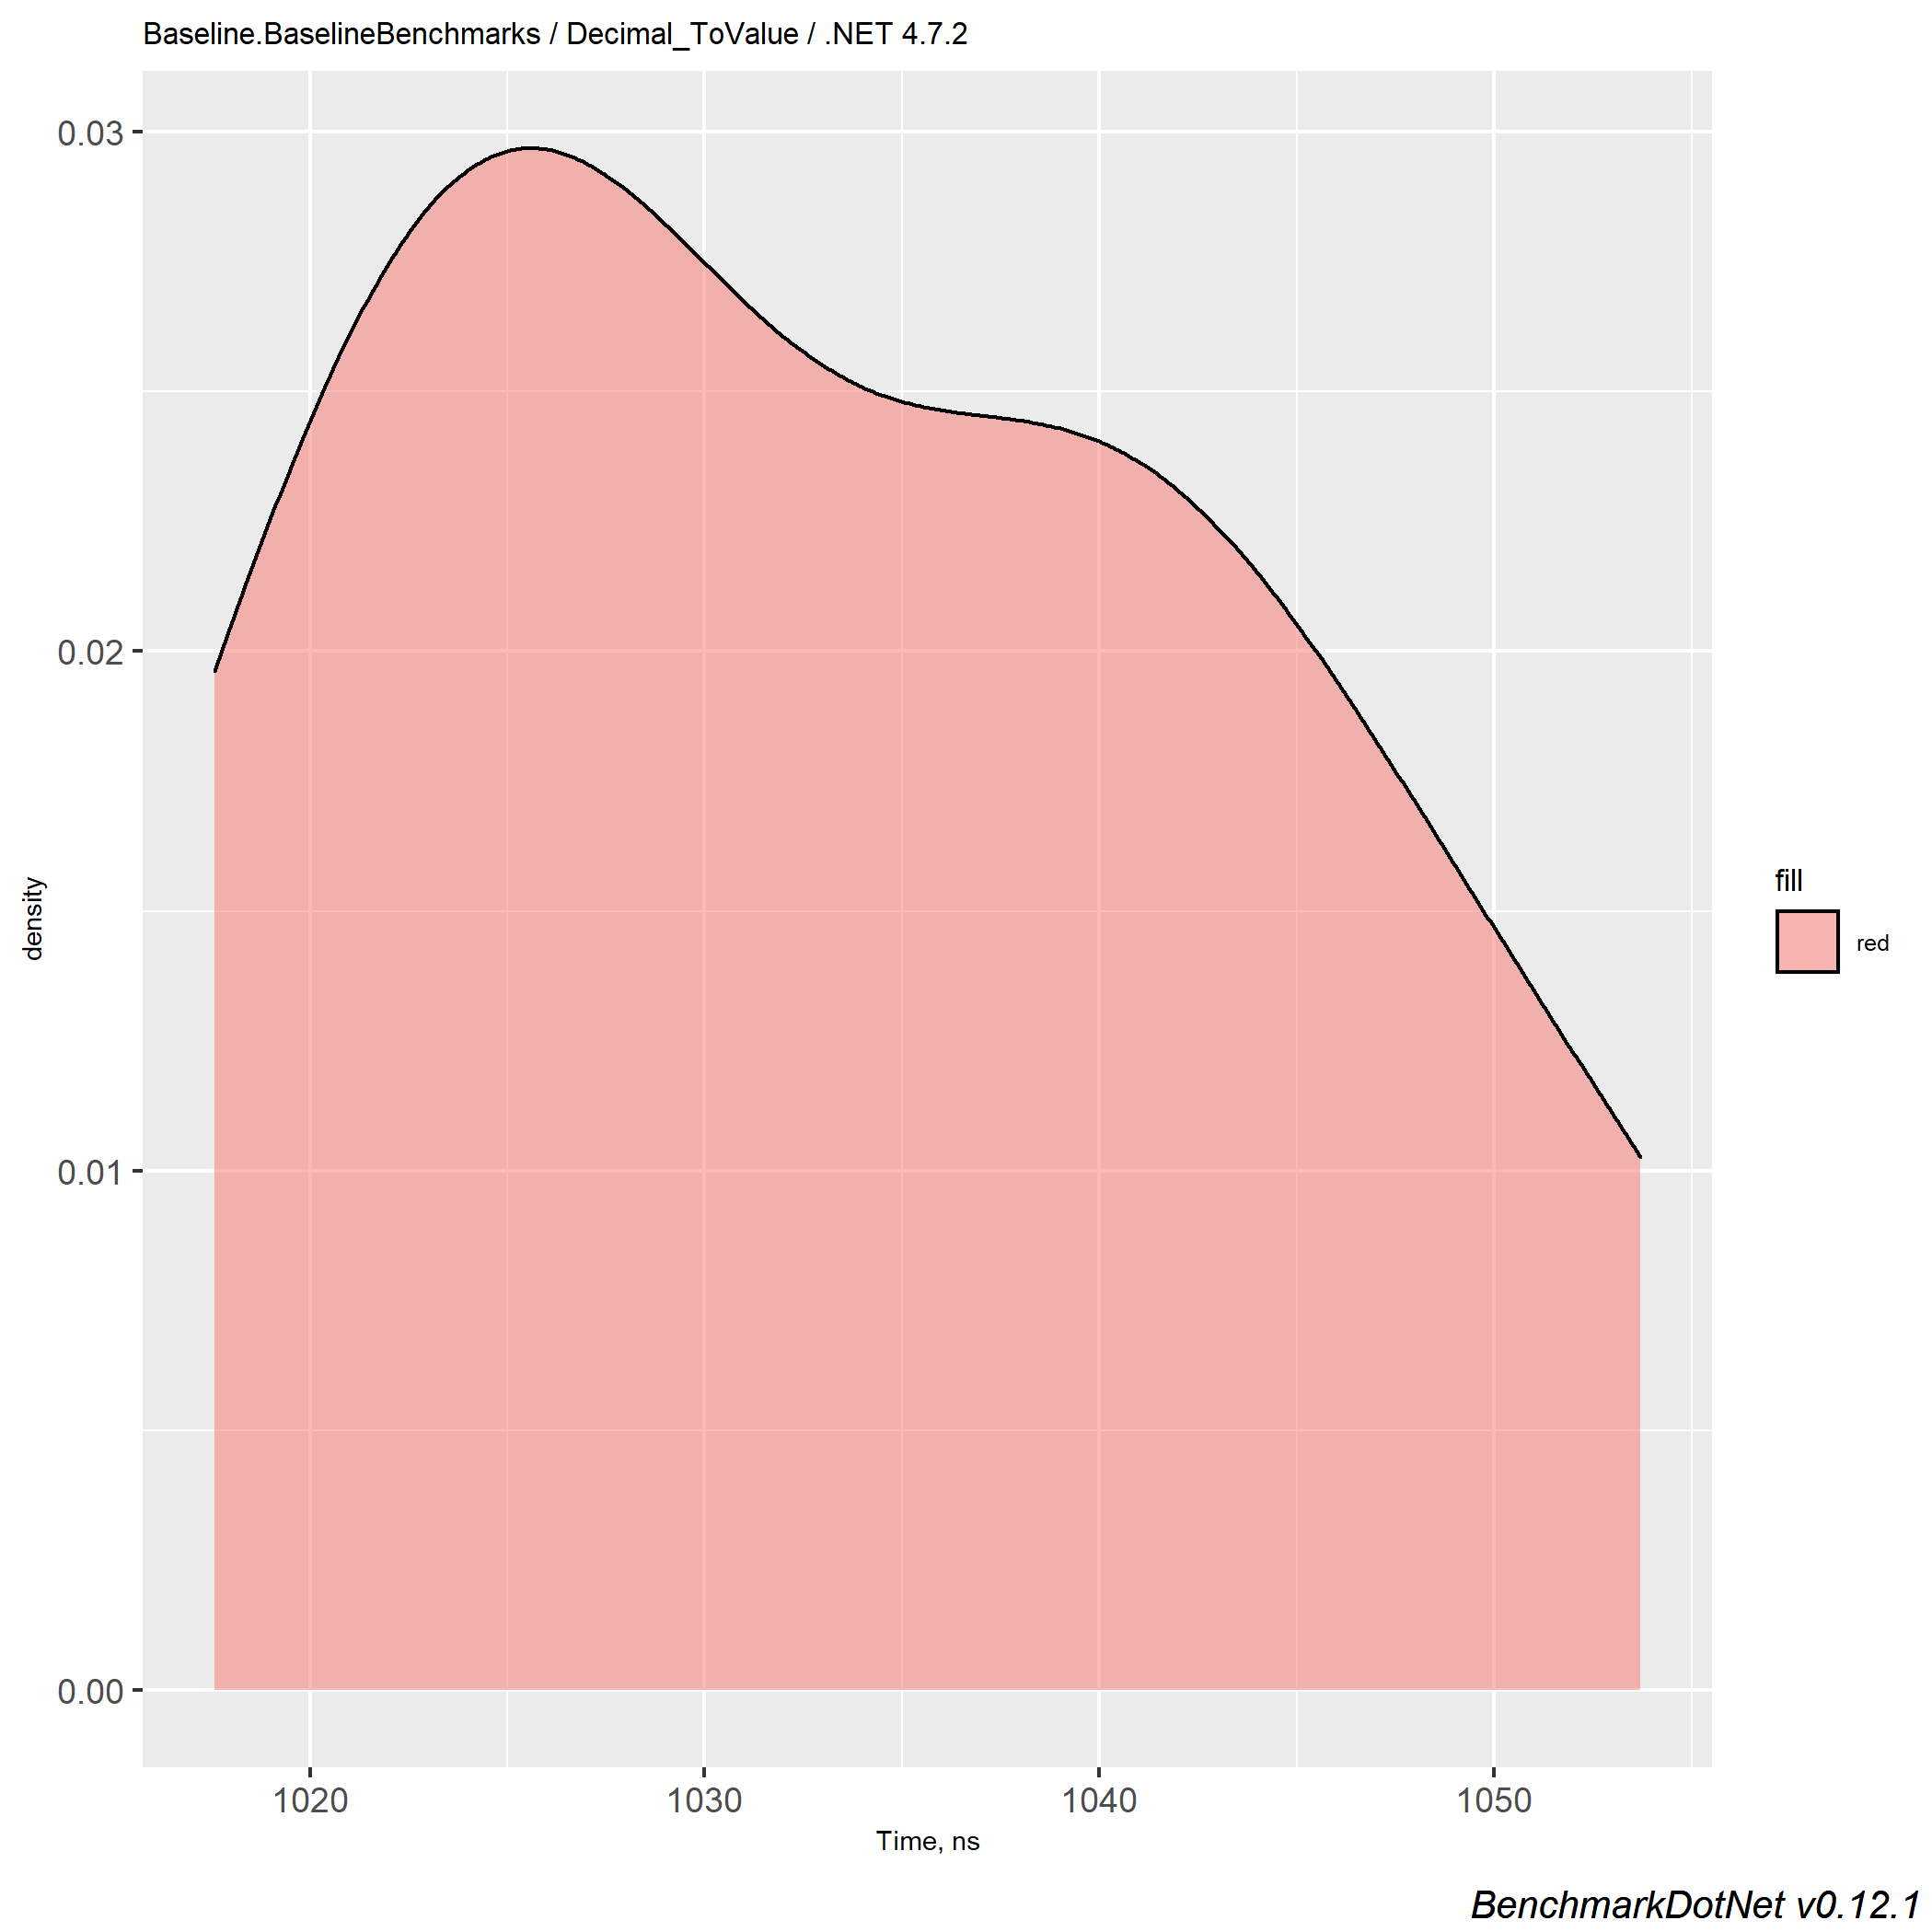 Baseline.BaselineBenchmarks / Decimal_ToValue / .NET 4.7.2
0.03
0.02
0.01
0.00
density
1020 1030 1040 1050
Time, ns
fill
red
BenchmarkDotNet v0.12.1